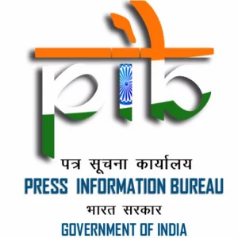 pib
पत्र सूचना कार्यालय
PRESS INFORMATION BUREAU
भारत सरकार
GOVERNMENT OF INDIA